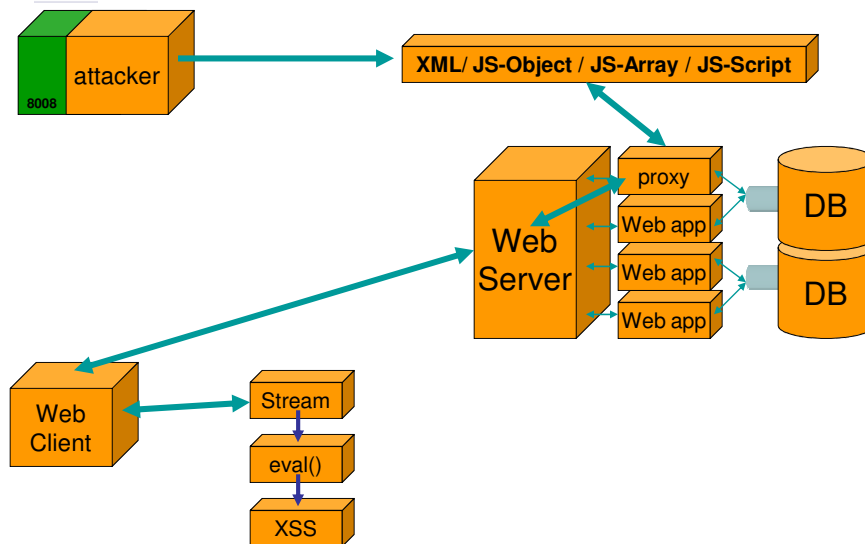 8008
attacker
XML/ JS-Object / JS-Array / JS-Script
Web
Server
proxy
Web app
Web app
Web app
DB
DB
Web
Client
Stream
eval()
XSS